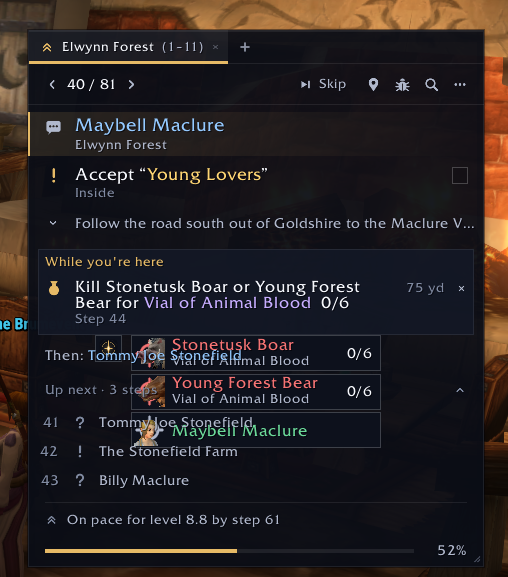 Elwynn Forest (1-11) × +
40 / 81 Skip
Maybell Maclure
Elwynn Forest
! Accept “Young Lovers”
Inside
Follow the road south out of Goldshire to the Maclure V...
While you're here
Kill Stonetusk Boar or Young Forest 75 yd ×
Bear for Vial of Animal Blood 0/6
Step 44
Then: Tommy Joe Stonefield
Stonetusk Boar
Vial of Animal Blood 0/6
Up next · 3 steps
Young Forest Bear
Vial of Animal Blood 0/6
41 ? Tommy Joe Stonefield
Maybell Maclure
42 ! The Stonefield Farm
43 ? Billy Maclure
On pace for level 8.8 by step 61
52%